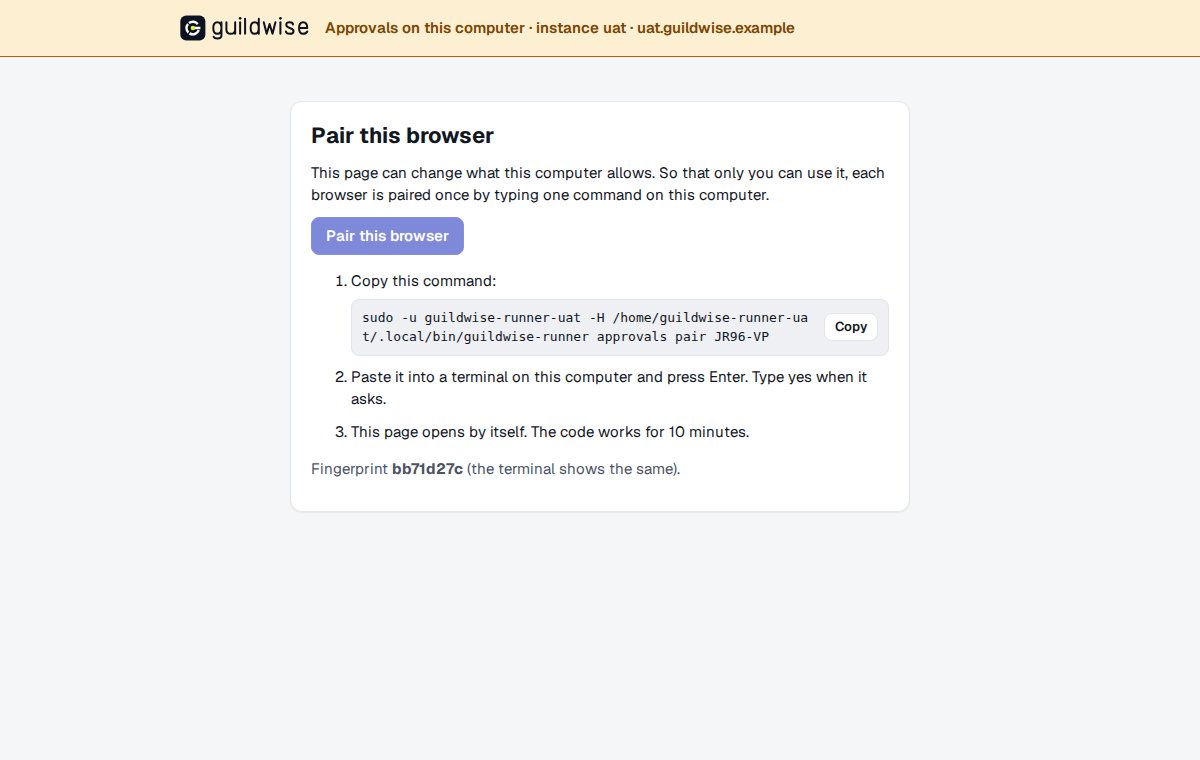 guildwise Approvals on this computer · instance uat · uat.guildwise.example
Pair this browser
This page can change what this computer allows. So that only you can use it, each
browser is paired once by typing one command on this computer.
Pair this browser
1. Copy this command:
sudo -u guildwise-runner-uat -H /home/guildwise-runner-ua
t/.local/bin/guildwise-runner approvals pair JR96-VP
Copy
2. Paste it into a terminal on this computer and press Enter. Type yes when it
asks.
3. This page opens by itself. The code works for 10 minutes.
Fingerprint bb71d27c (the terminal shows the same).